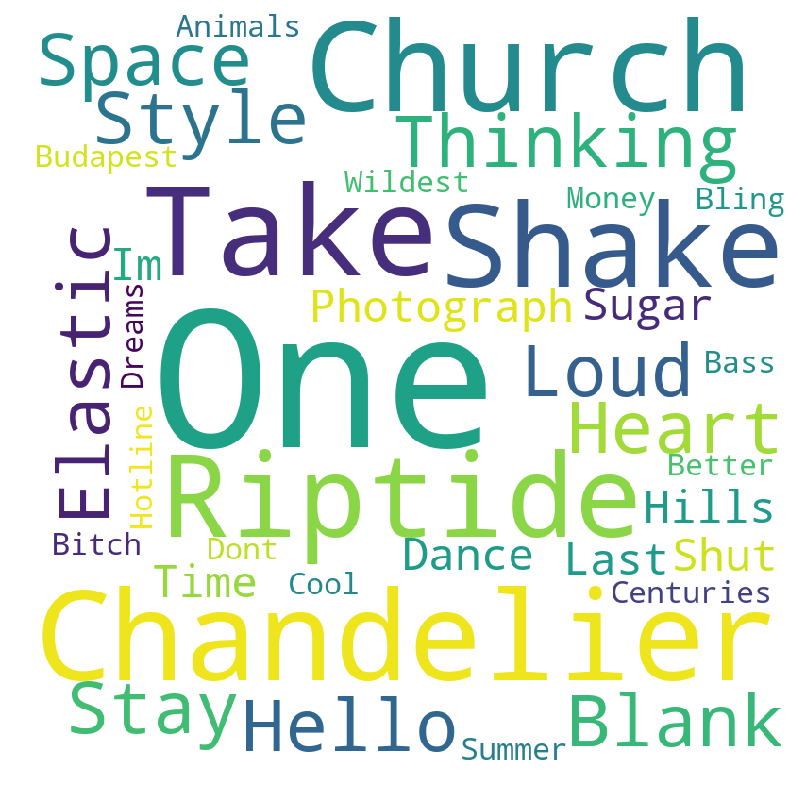 Animals
Space
Church
Style
Thinking
Budapest
Wildest
Money
Bling
Take
Shake
Elastic
Im
Dreams
Photograph
Sugar
One
Loud
Bass
Heart
Hotline
Riptide
Better
Hills
Bitch
Dont
Dance
Last
Shut
Time
Cool
Centuries
Chandelier
Stay
Hello
Blank
Summer